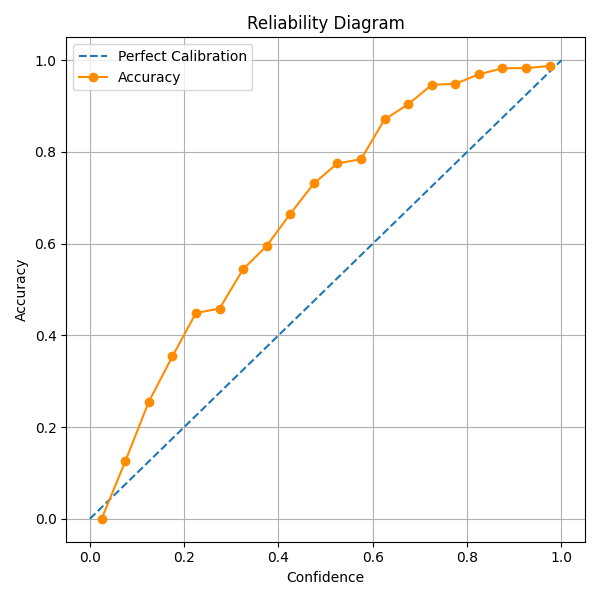 Reliability Diagram
Perfect Calibration
Accuracy
1.0
0.8
0.6
0.4
0.2
0.0
Accuracy
0.0 0.2 0.4 0.6 0.8 1.0
Confidence